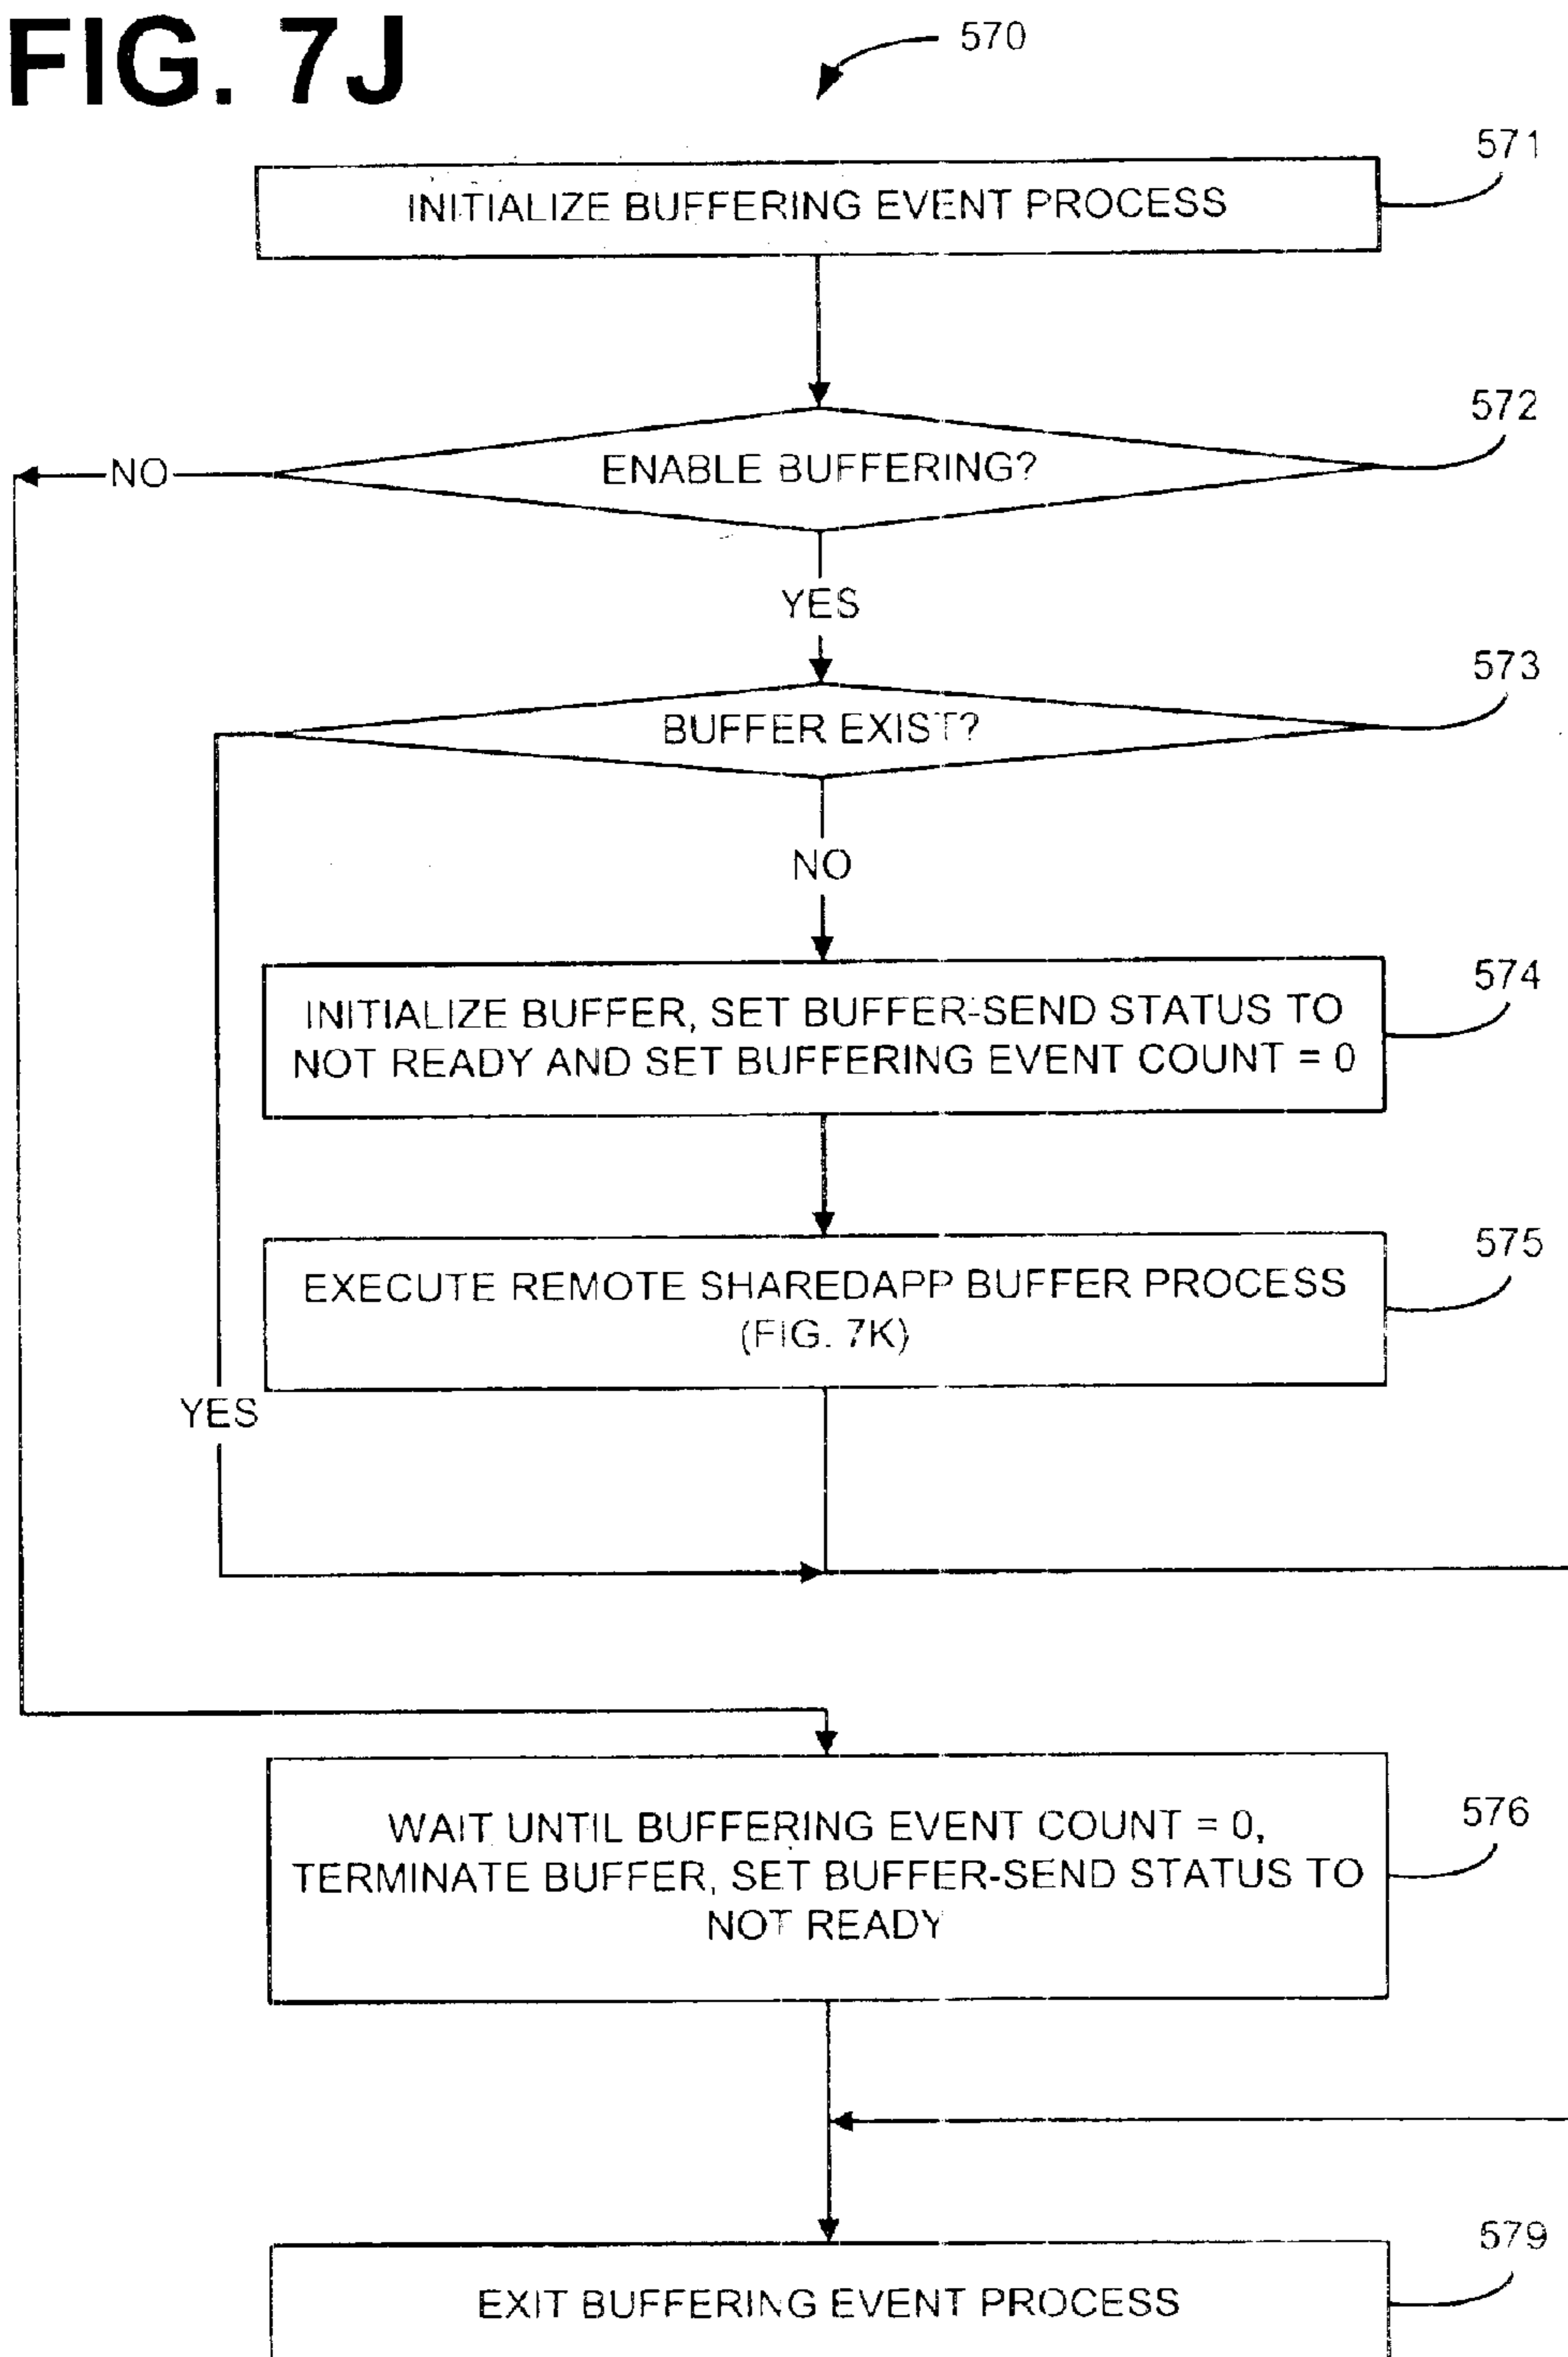 FIG. 7J
570
571
INITIALIZE BUFFERING EVENT PROCESS
572
NO
ENABLE BUFFERING?
YES
573
BUFFER EXIST?
NO
574
INITIALIZE BUFFER, SET BUFFER-SEND STATUS TO
NOT READY AND SET BUFFERING EVENT COUNT = 0
575
EXECUTE REMOTE SHAREDAPP BUFFER PROCESS
(FIG. 7K)
YES
576
WAIT UNTIL BUFFERING EVENT COUNT = 0,
TERMINATE BUFFER, SET BUFFER-SEND STATUS TO
NOT READY
579
EXIT BUFFERING EVENT PROCESS